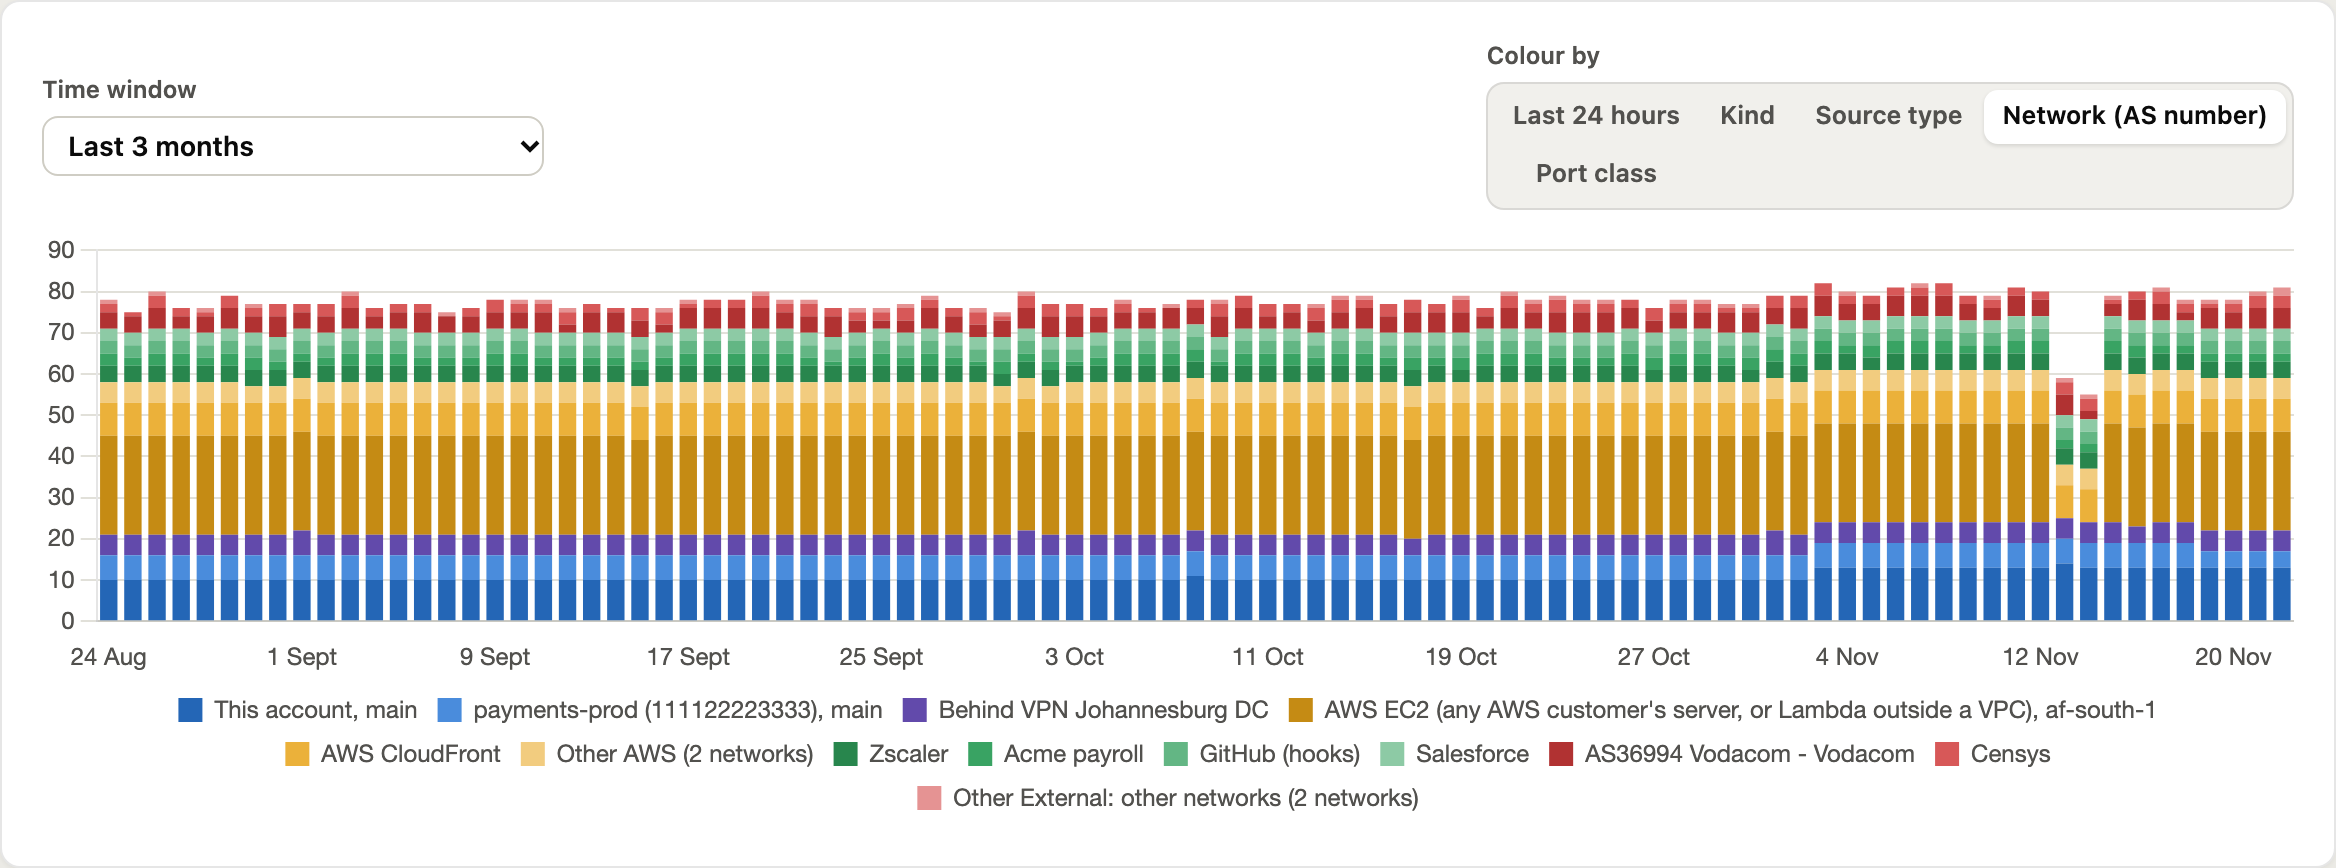 Colour by
Time window
Last 3 months
Last 24 hours Kind Source type Network (AS number)
Port class
90
80
70
60
50
40
30
20
10
0
24 Aug 1 Sept 9 Sept 17 Sept 25 Sept 3 Oct 11 Oct 19 Oct 27 Oct 4 Nov 12 Nov 20 Nov
This account, main payments-prod (111122223333), main Behind VPN Johannesburg DC AWS EC2 (any AWS customer's server, or Lambda outside a VPC), af-south-1
AWS CloudFront Other AWS (2 networks) Zscaler Acme payroll GitHub (hooks) Salesforce AS36994 Vodacom - Vodacom Censys
Other External: other networks (2 networks)